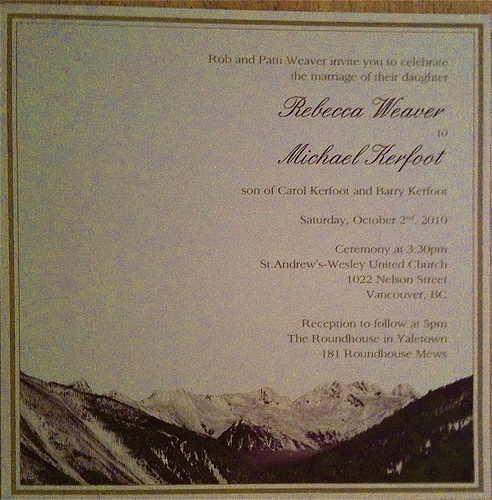 Rob and Patti Weaver invite you to celebrate
the marriage of their daughter
Rebecca Weaver
to
Michael Kerfoot
son of Carol Kerfoot and Barry Kerfoot
Saturday, October 2nd, 2010
Ceremony at 3:30pm
St.Andrew's-Wesley United Church
1022 Nelson Street
Vancouver, BC
Reception to follow at 5pm
The Roundhouse in Yaletown
181 Roundhouse Mews